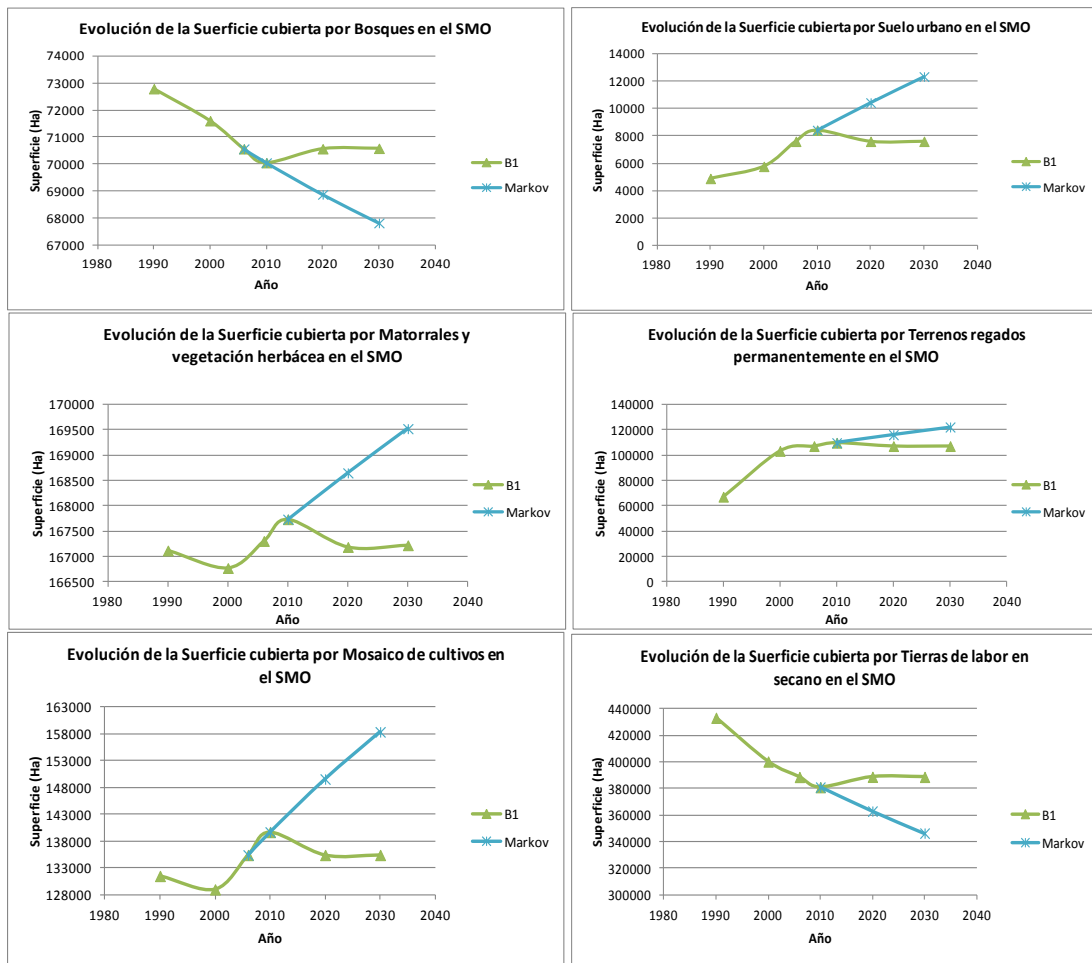 Evolución de la Suerficie cubierta por Bosques en el SMO
74000
73000
72000
71000
70000
69000
68000
67000
1980 1990 2000 2010 2020 2030 2040
Superficie (Ha)
Año
B1
Markov
Evolución de la Suerficie cubierta por Suelo urbano en el SMO
14000
12000
10000
8000
6000
4000
2000
0
1980 1990 2000 2010 2020 2030 2040
Superficie (Ha)
Año
B1
Markov
Evolución de la Suerficie cubierta por Matorrales y
vegetación herbácea en el SMO
170000
169500
169000
168500
168000
167500
167000
166500
1980 1990 2000 2010 2020 2030 2040
Superficie (Ha)
Año
B1
Markov
Evolución de la Suerficie cubierta por Terrenos regados
permanentemente en el SMO
140000
120000
100000
80000
60000
40000
20000
0
1980 1990 2000 2010 2020 2030 2040
Superficie (Ha)
Año
B1
Markov
Evolución de la Suerficie cubierta por Mosaico de cultivos en
el SMO
163000
158000
153000
148000
143000
138000
133000
128000
1980 1990 2000 2010 2020 2030 2040
Superficie (Ha)
Año
B1
Markov
Evolución de la Suerficie cubierta por Tierras de labor en
secano en el SMO
440000
420000
400000
380000
360000
340000
320000
300000
1980 1990 2000 2010 2020 2030 2040
Superficie (Ha)
Año
B1
Markov